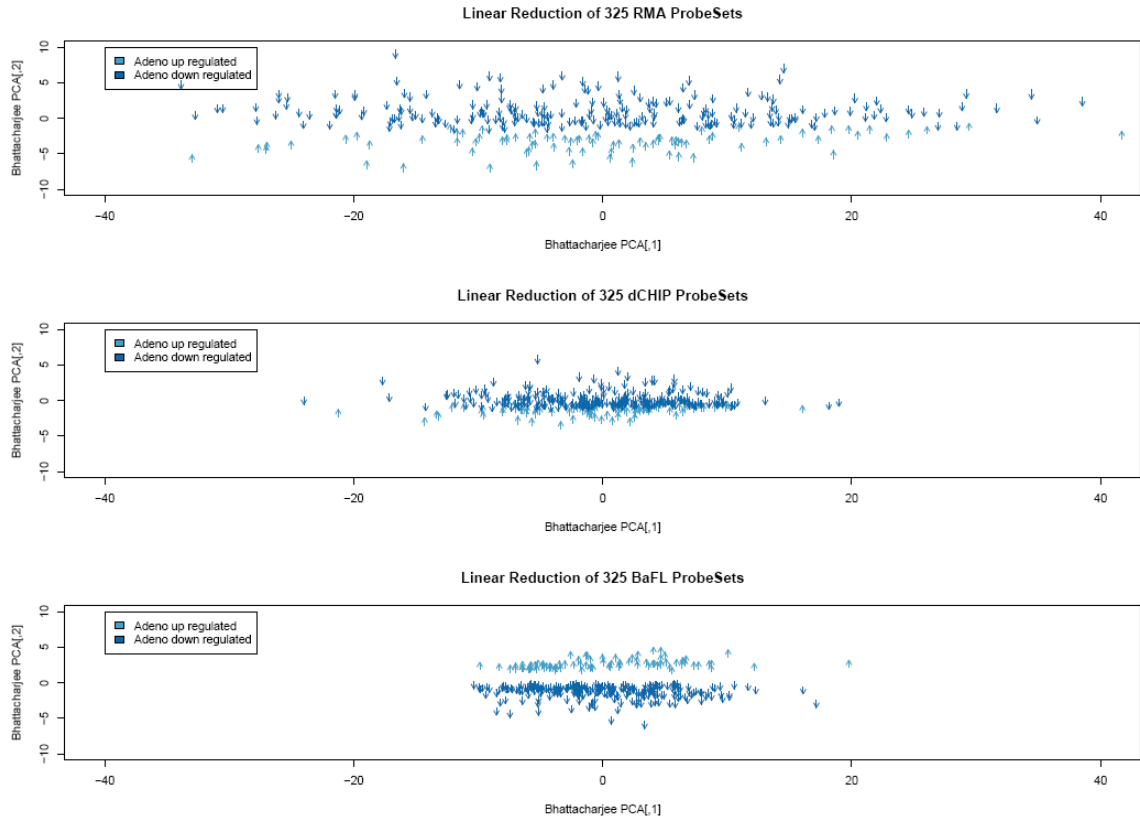 Linear Reduction of 325 RMA ProbeSets
Adeno up regulated
Adeno down regulated
Bhattacharjee PCA[,2]
10
5
0
−5
−10
−40
−20
0
20
40
Bhattacharjee PCA[,1]
Linear Reduction of 325 dCHIP ProbeSets
Adeno up regulated
Adeno down regulated
Bhattacharjee PCA[,2]
10
5
0
−5
−10
−40
−20
0
20
40
Bhattacharjee PCA[,1]
Linear Reduction of 325 BaFL ProbeSets
Adeno up regulated
Adeno down regulated
Bhattacharjee PCA[,2]
10
5
0
−5
−10
−40
−20
0
20
40
Bhattacharjee PCA[,1]